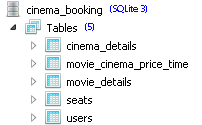 cinema_booking (SQLite 3)
Tables (5)
cinema_details
movie_cinema_price_time
movie_details
seats
users